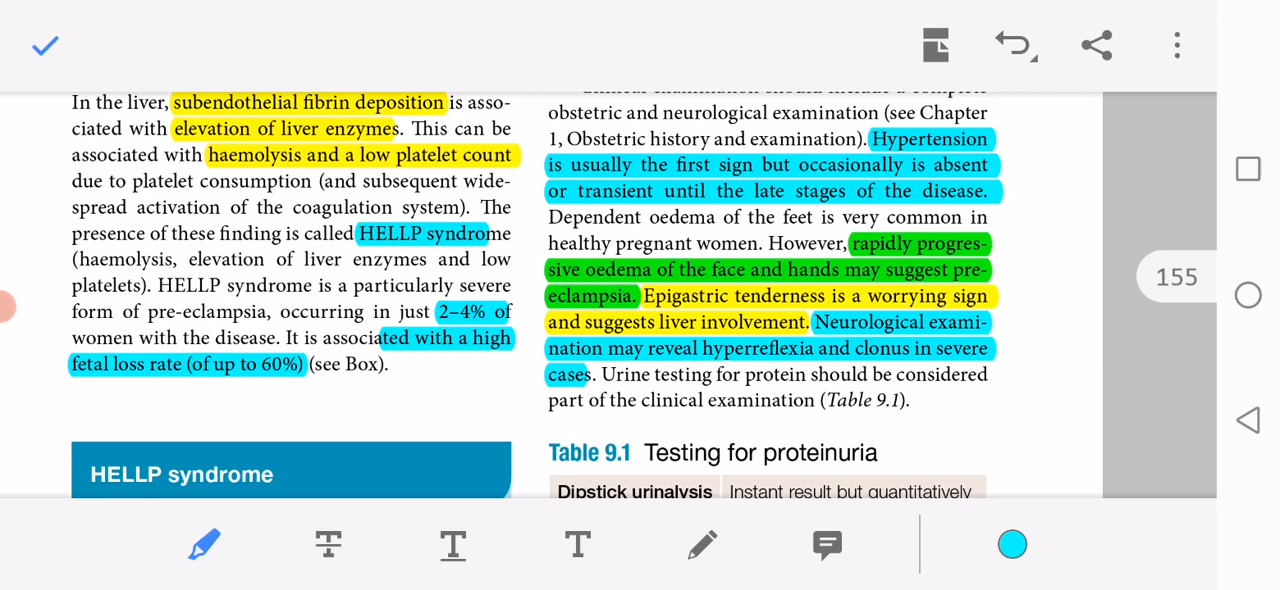 In the liver, subendothelial fibrin deposition is asso-
ciated with elevation of liver enzymes. This can be
associated with haemolysis and a low platelet count
due to platelet consumption (and subsequent wide-
spread activation of the coagulation system). The
presence of these finding is called HELLP syndrome
(haemolysis, elevation of liver enzymes and low
platelets). HELLP syndrome is a particularly severe
form of pre-eclampsia, occurring in just 2–4% of
women with the disease. It is associated with a high
fetal loss rate (of up to 60%) (see Box).
HELLP syndrome
obstetric and neurological examination (see Chapter
1, Obstetric history and examination). Hypertension
is usually the first sign but occasionally is absent
or transient until the late stages of the disease.
Dependent oedema of the feet is very common in
healthy pregnant women. However, rapidly progres-
sive oedema of the face and hands may suggest pre-
eclampsia. Epigastric tenderness is a worrying sign
and suggests liver involvement. Neurological exami-
nation may reveal hyperreflexia and clonus in severe
cases. Urine testing for protein should be considered
part of the clinical examination (Table 9.1).
Table 9.1 Testing for proteinuria
Dipstick urinalysis Instant result but quantitatively
155